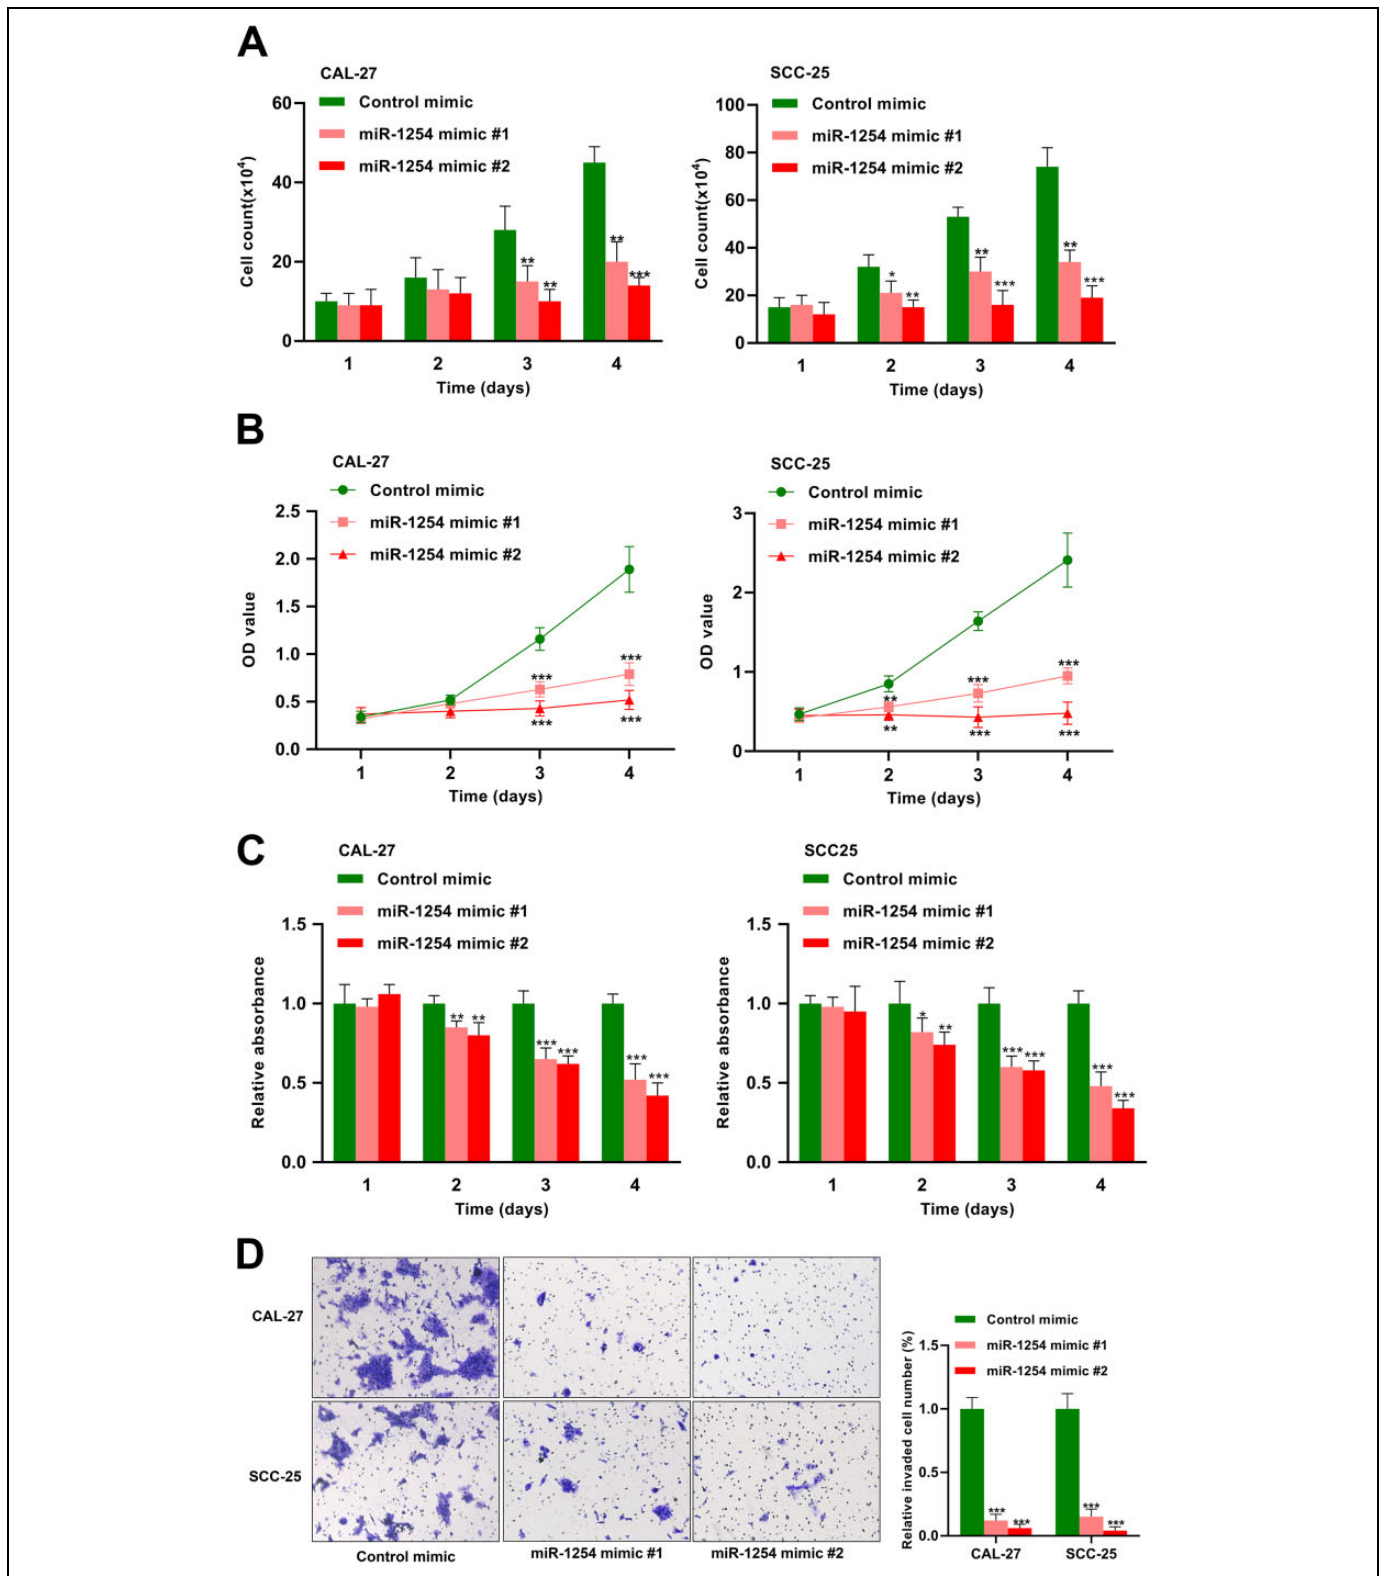 A
CAL-27
Control mimic
miR-1254 mimic #1
miR-1254 mimic #2
Cell count(x10⁴)
60
40
20
0
** ** ** ***
1 2 3 4
Time (days)
SCC-25
Control mimic
miR-1254 mimic #1
miR-1254 mimic #2
Cell count(x10⁴)
100
80
60
40
20
0
* ** ** *** ** ***
1 2 3 4
Time (days)
B
CAL-27
Control mimic
miR-1254 mimic #1
miR-1254 mimic #2
OD value
2.5
2.0
1.5
1.0
0.5
0.0
*** ***
*** ***
1 2 3 4
Time (days)
SCC-25
Control mimic
miR-1254 mimic #1
miR-1254 mimic #2
OD value
3
2
1
0
** *** ***
** *** ***
1 2 3 4
Time (days)
C
CAL-27
Control mimic
miR-1254 mimic #1
miR-1254 mimic #2
Relative absorbance
1.5
1.0
0.5
0.0
** ** *** *** *** ***
1 2 3 4
Time (days)
SCC25
Control mimic
miR-1254 mimic #1
miR-1254 mimic #2
Relative absorbance
1.5
1.0
0.5
0.0
* ** *** *** *** ***
1 2 3 4
Time (days)
D
CAL-27
SCC-25
Control mimic miR-1254 mimic #1 miR-1254 mimic #2
Control mimic
miR-1254 mimic #1
miR-1254 mimic #2
Relative invaded cell number (%)
1.5
1.0
0.5
0.0
*** *** *** ***
CAL-27 SCC-25